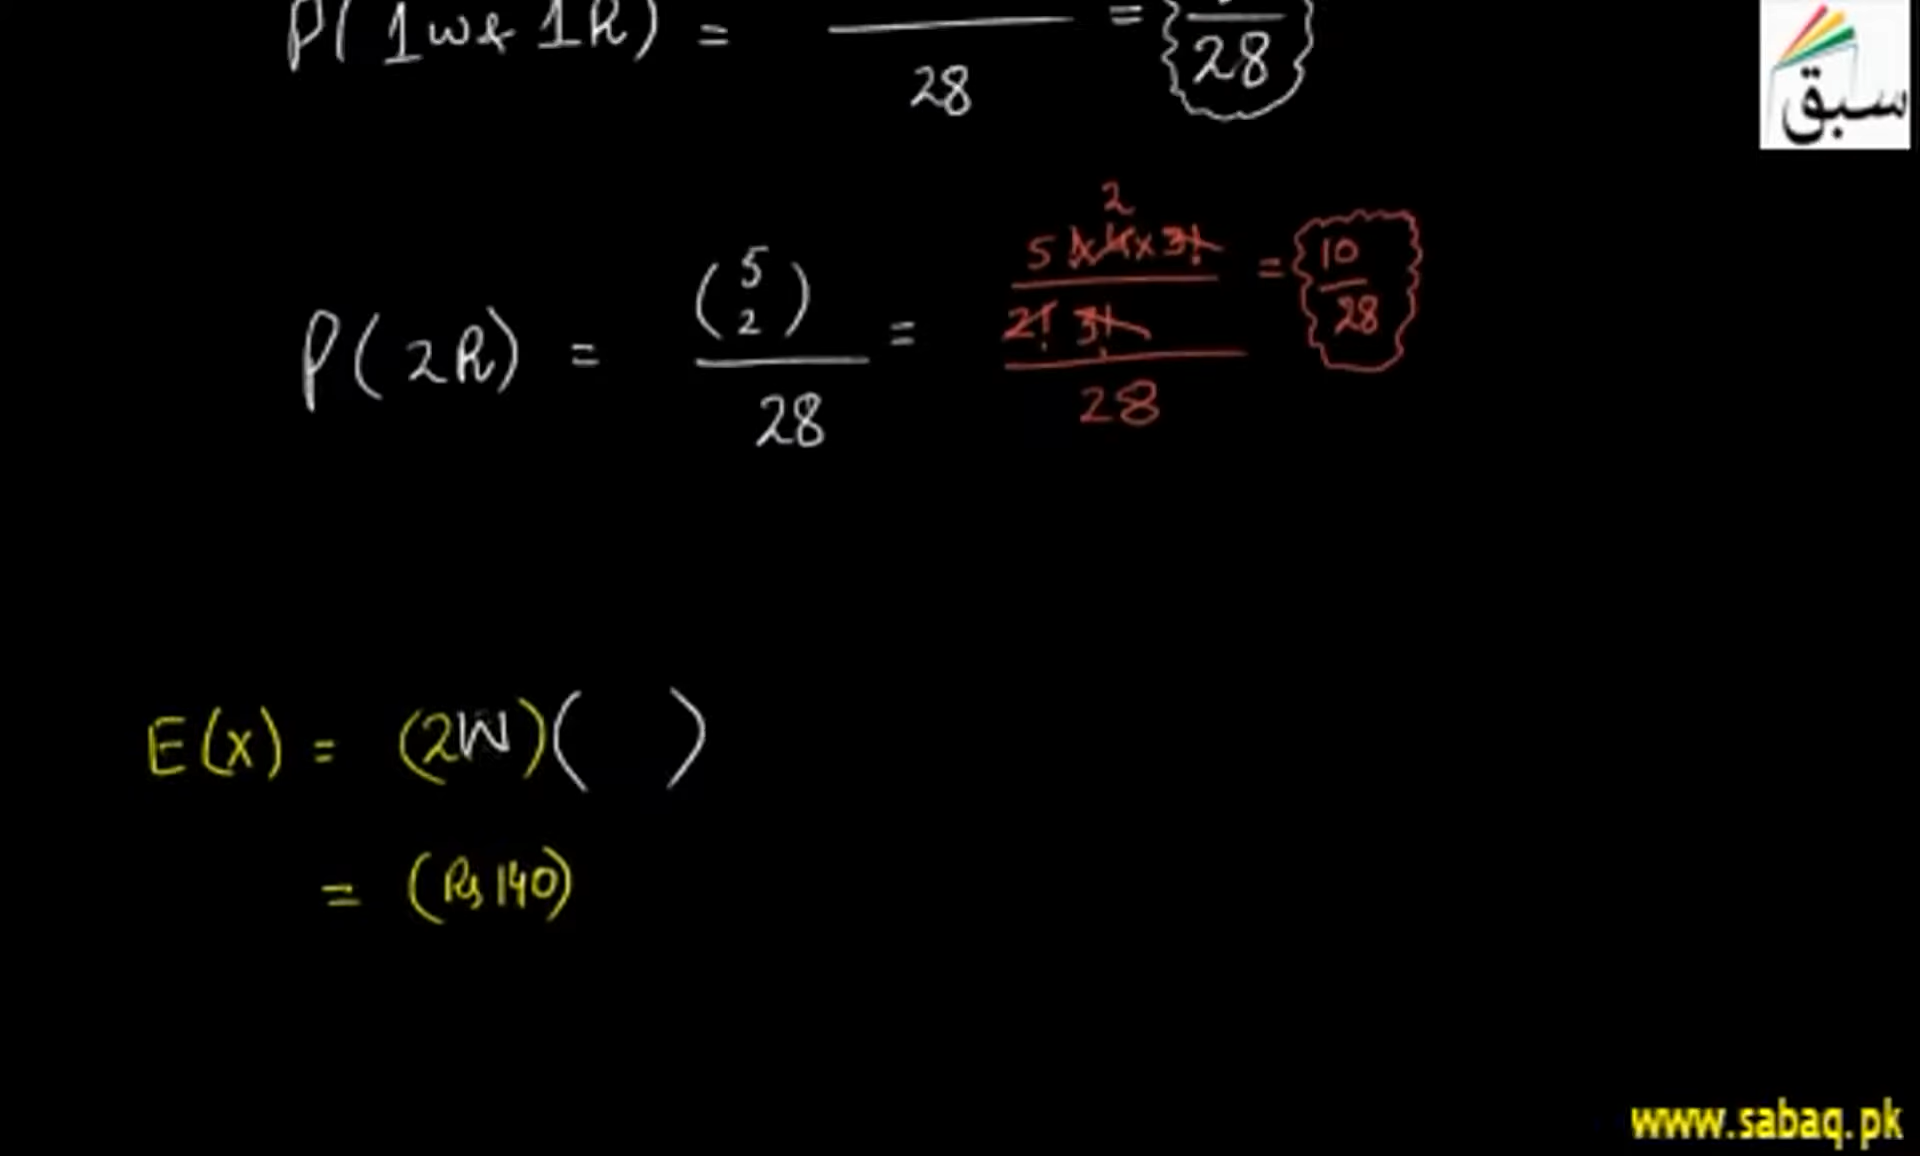 P(1W& 1R) = —— = ——
28 28
سبق
P(2R) = (5 2) / 28 = 5 x 4 2 x 3! / 2! 3! / 28 = 10/28
E(x) = (2W)( )
= (Rs 140)
www.sabaq.pk